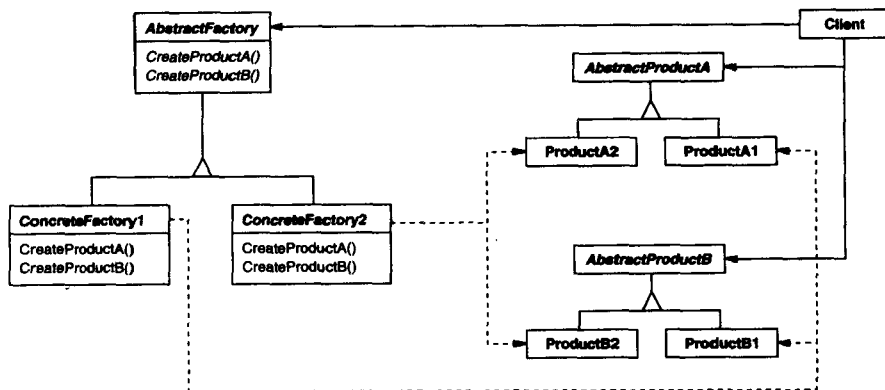 AbstractFactory
CreateProductA()
CreateProductB()
Client
AbstractProductA
ProductA2
ProductA1
ConcreteFactory1
CreateProductA()
CreateProductB()
ConcreteFactory2
CreateProductA()
CreateProductB()
AbstractProductB
ProductB2
ProductB1